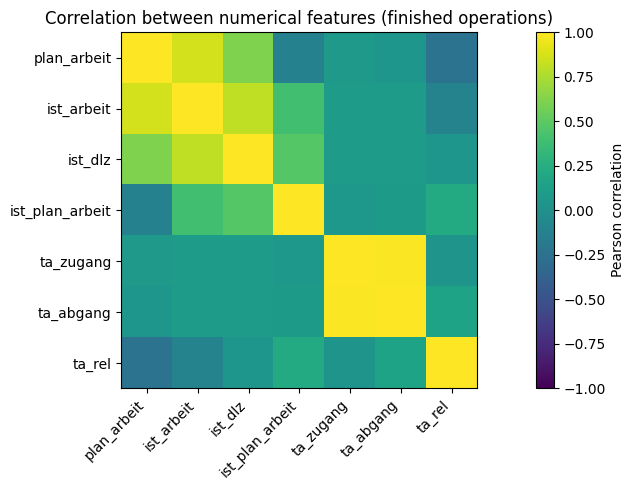 Correlation between numerical features (finished operations)
plan_arbeit
ist_arbeit
ist_dlz
ist_plan_arbeit
ta_zugang
ta_abgang
ta_rel
plan_arbeit
ist_arbeit
ist_dlz
ist_plan_arbeit
ta_zugang
ta_abgang
ta_rel
1.00
0.75
0.50
0.25
0.00
−0.25
−0.50
−0.75
−1.00
Pearson correlation